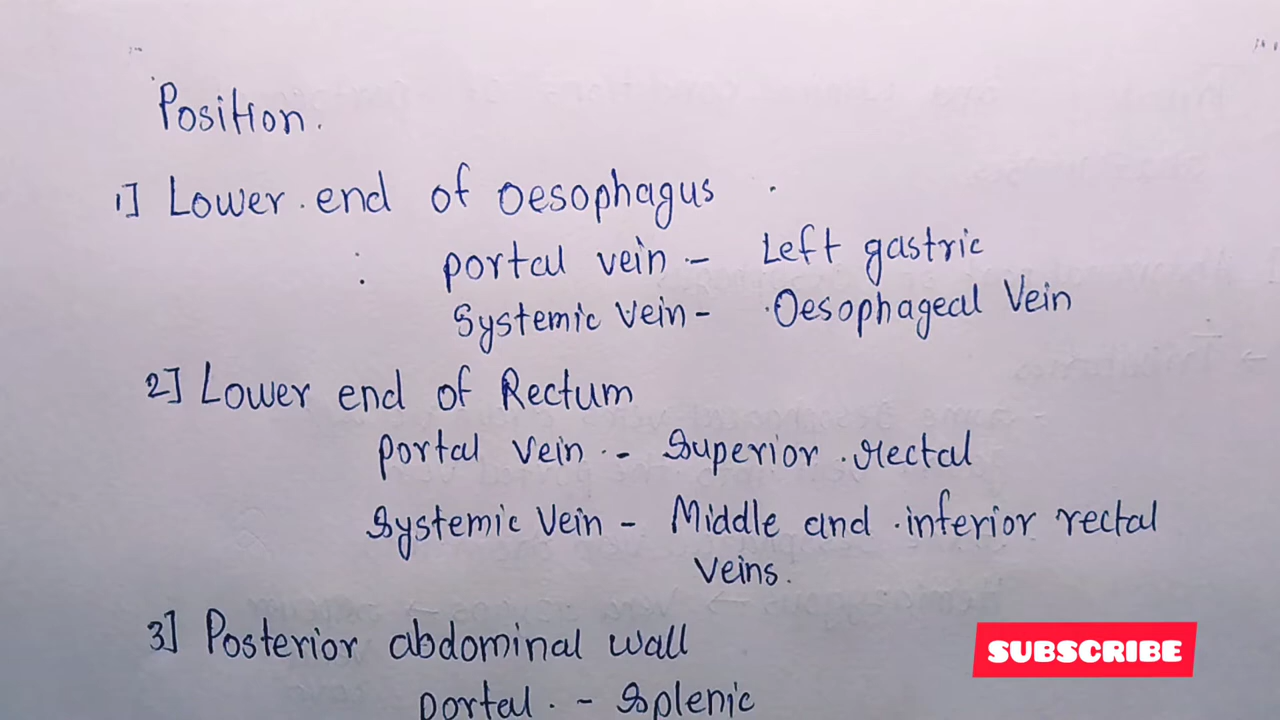 Position.
1] Lower end of Oesophagus
portal vein - Left gastric
Systemic Vein - Oesophageal Vein
2] Lower end of Rectum
portal vein - Superior rectal
Systemic Vein - Middle and inferior rectal
veins.
3] Posterior abdominal wall
SUBSCRIBE
portal - Splenic